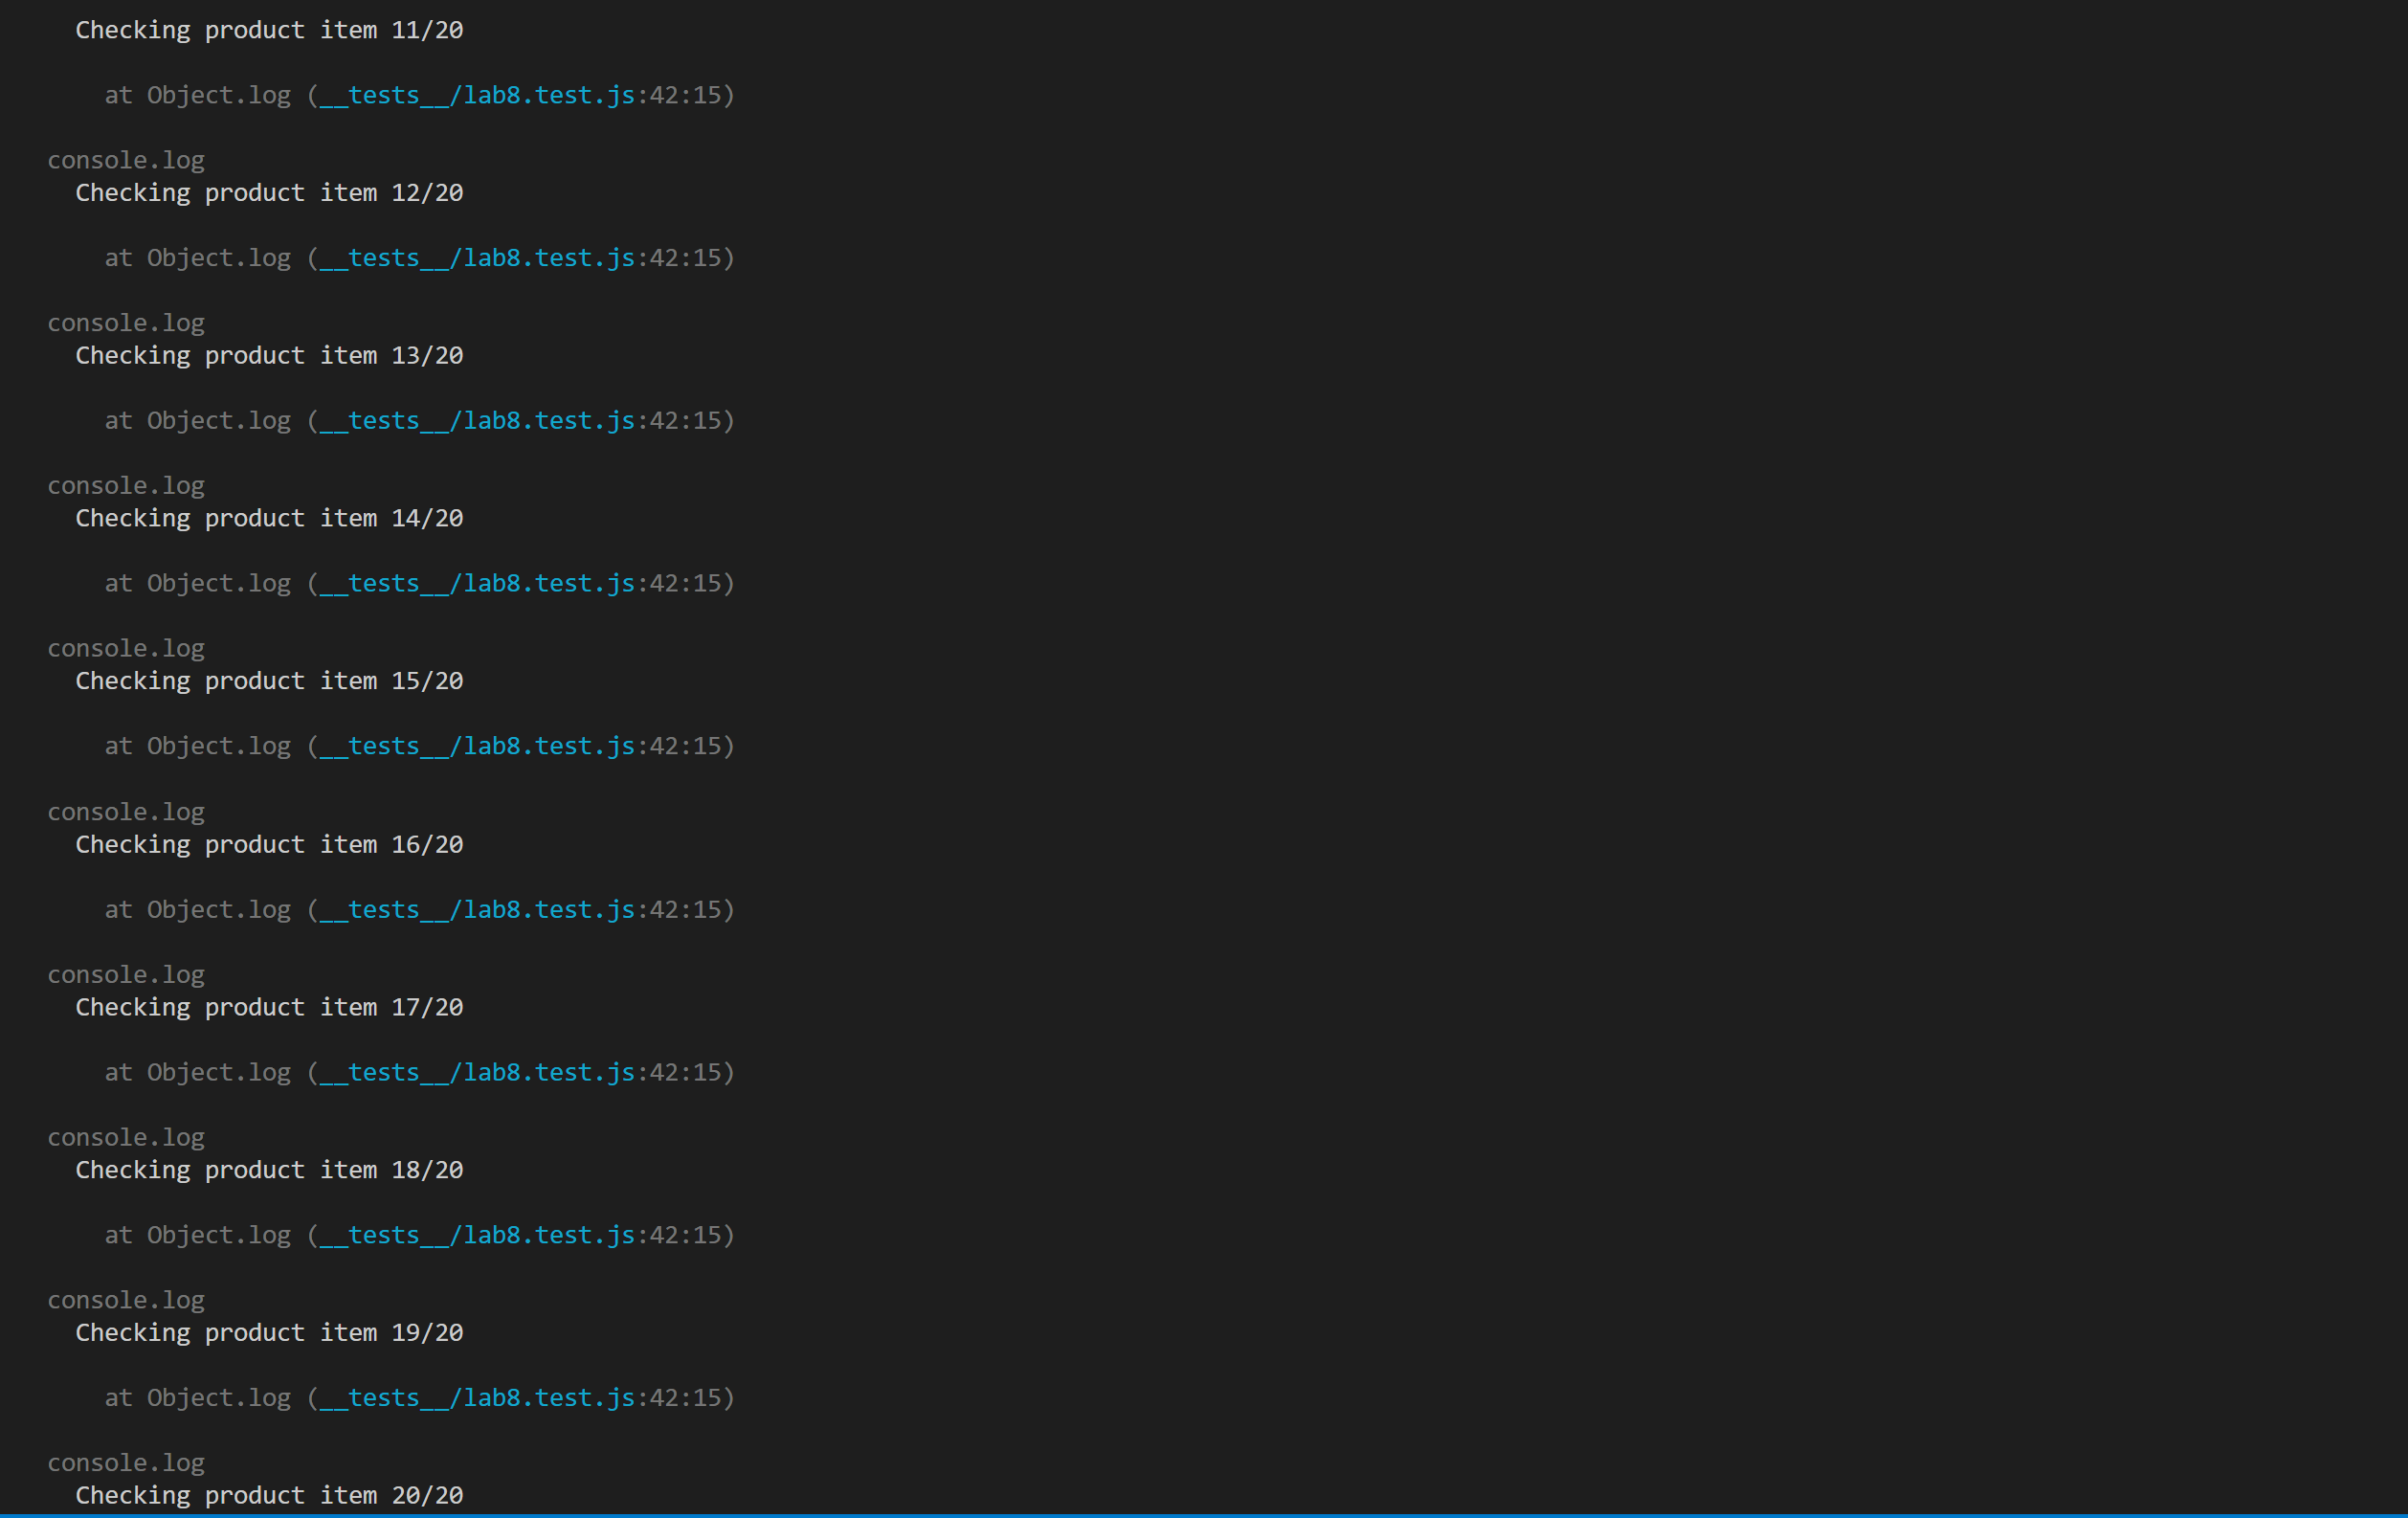 Checking product item 11/20
at Object.log (__tests__/lab8.test.js:42:15)
console.log
Checking product item 12/20
at Object.log (__tests__/lab8.test.js:42:15)
console.log
Checking product item 13/20
at Object.log (__tests__/lab8.test.js:42:15)
console.log
Checking product item 14/20
at Object.log (__tests__/lab8.test.js:42:15)
console.log
Checking product item 15/20
at Object.log (__tests__/lab8.test.js:42:15)
console.log
Checking product item 16/20
at Object.log (__tests__/lab8.test.js:42:15)
console.log
Checking product item 17/20
at Object.log (__tests__/lab8.test.js:42:15)
console.log
Checking product item 18/20
at Object.log (__tests__/lab8.test.js:42:15)
console.log
Checking product item 19/20
at Object.log (__tests__/lab8.test.js:42:15)
console.log
Checking product item 20/20